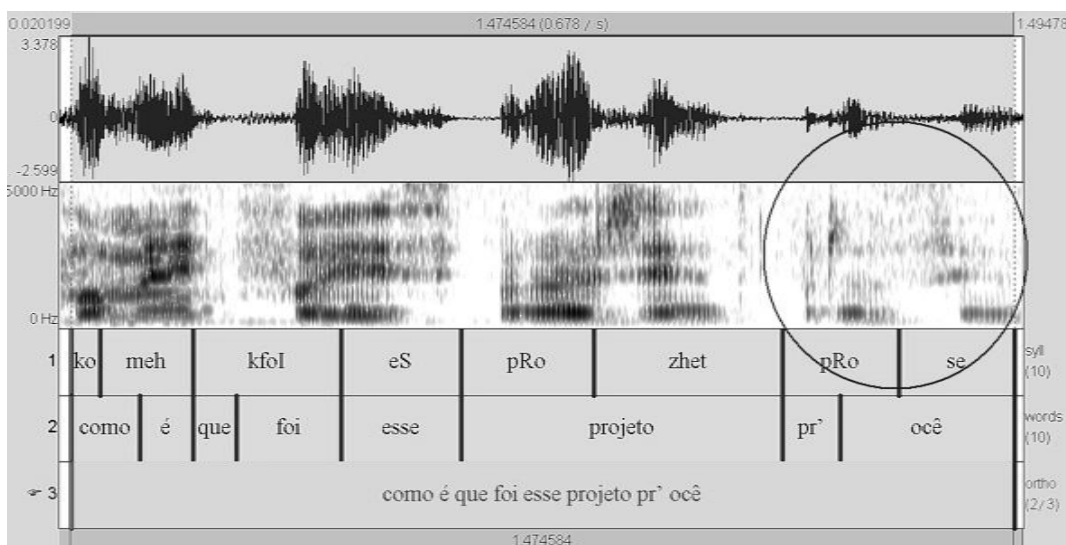 0.020199 1.474584 (0.678 / s) 1.49478
3.378
0
-2.599
5000 Hz
0 Hz
1 ko meh kfoI eS pRo zhet pRo se syll (10)
2 como é que foi esse projeto pr’ ocê words (10)
3 como é que foi esse projeto pr’ ocê ortho (2/3)
1.474584